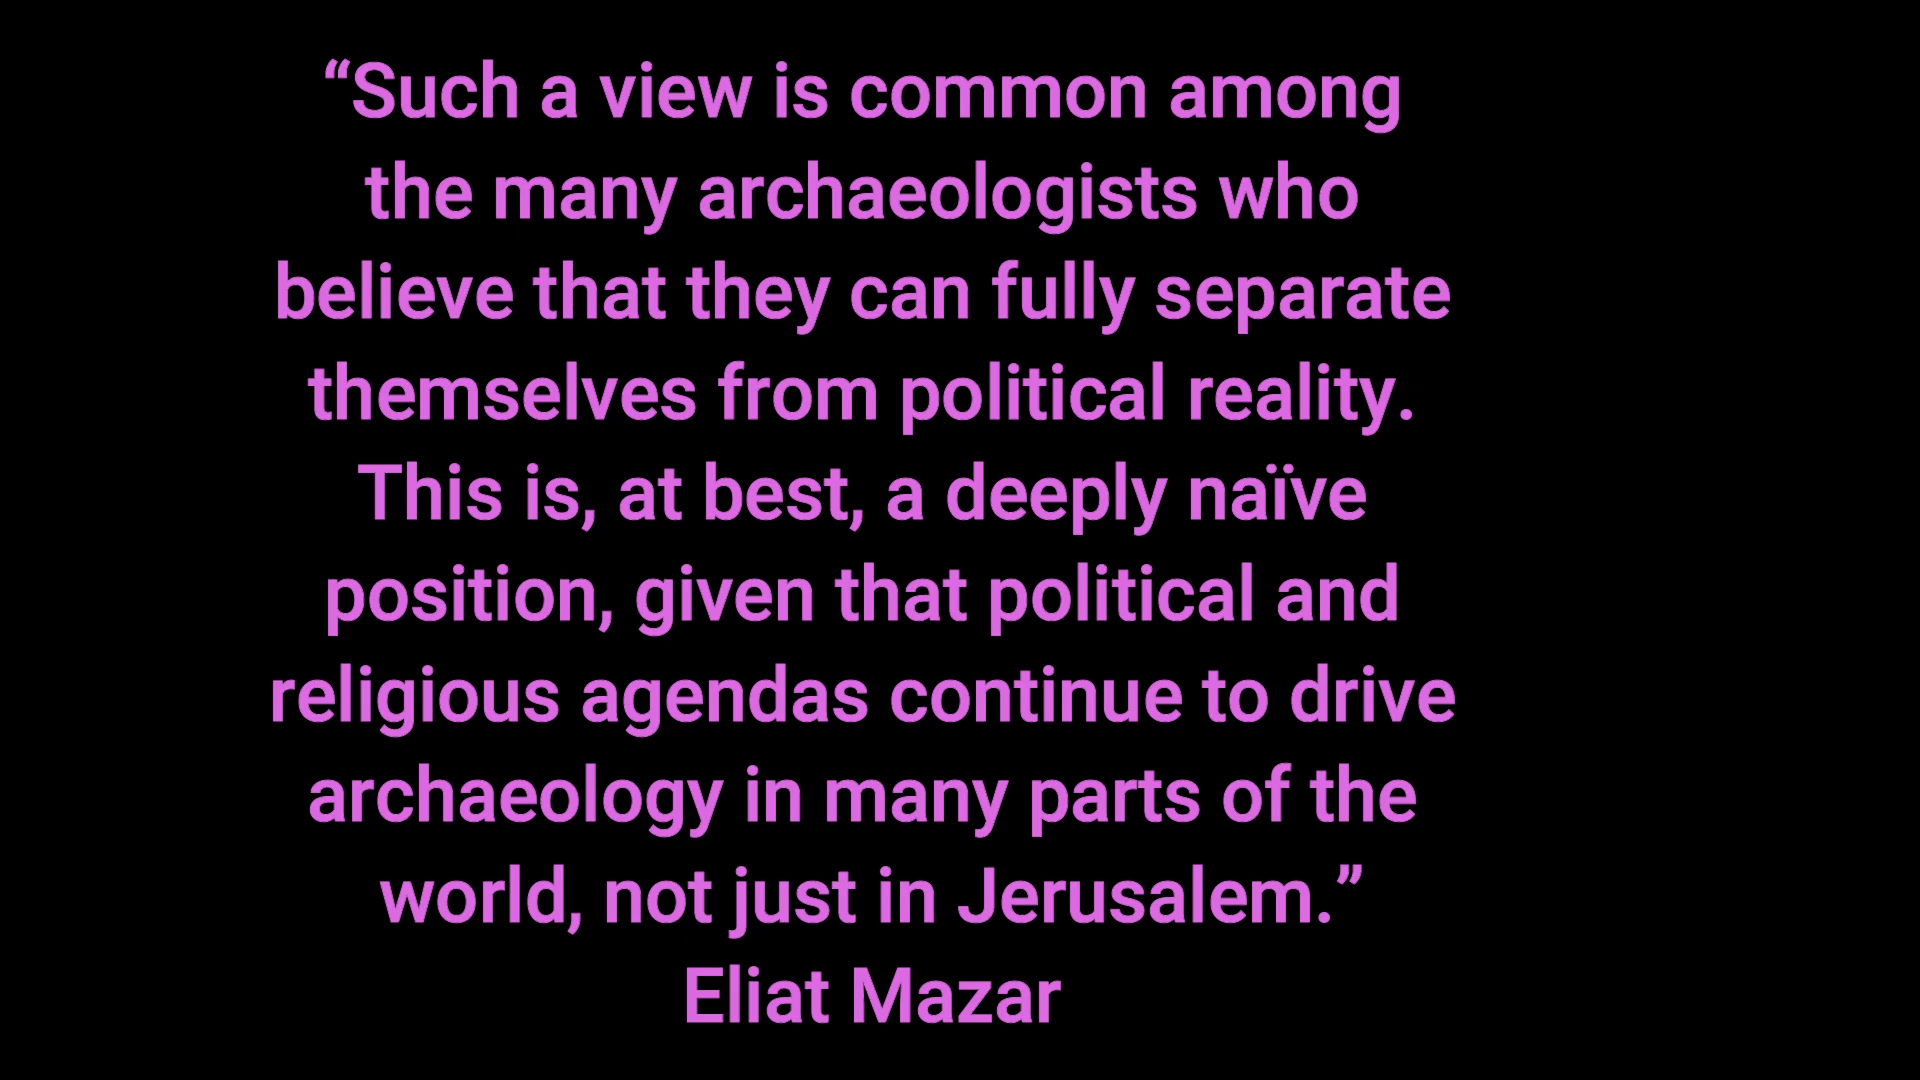 “Such a view is common among
the many archaeologists who
believe that they can fully separate
themselves from political reality.
This is, at best, a deeply naïve
position, given that political and
religious agendas continue to drive
archaeology in many parts of the
world, not just in Jerusalem.”
Eliat Mazar